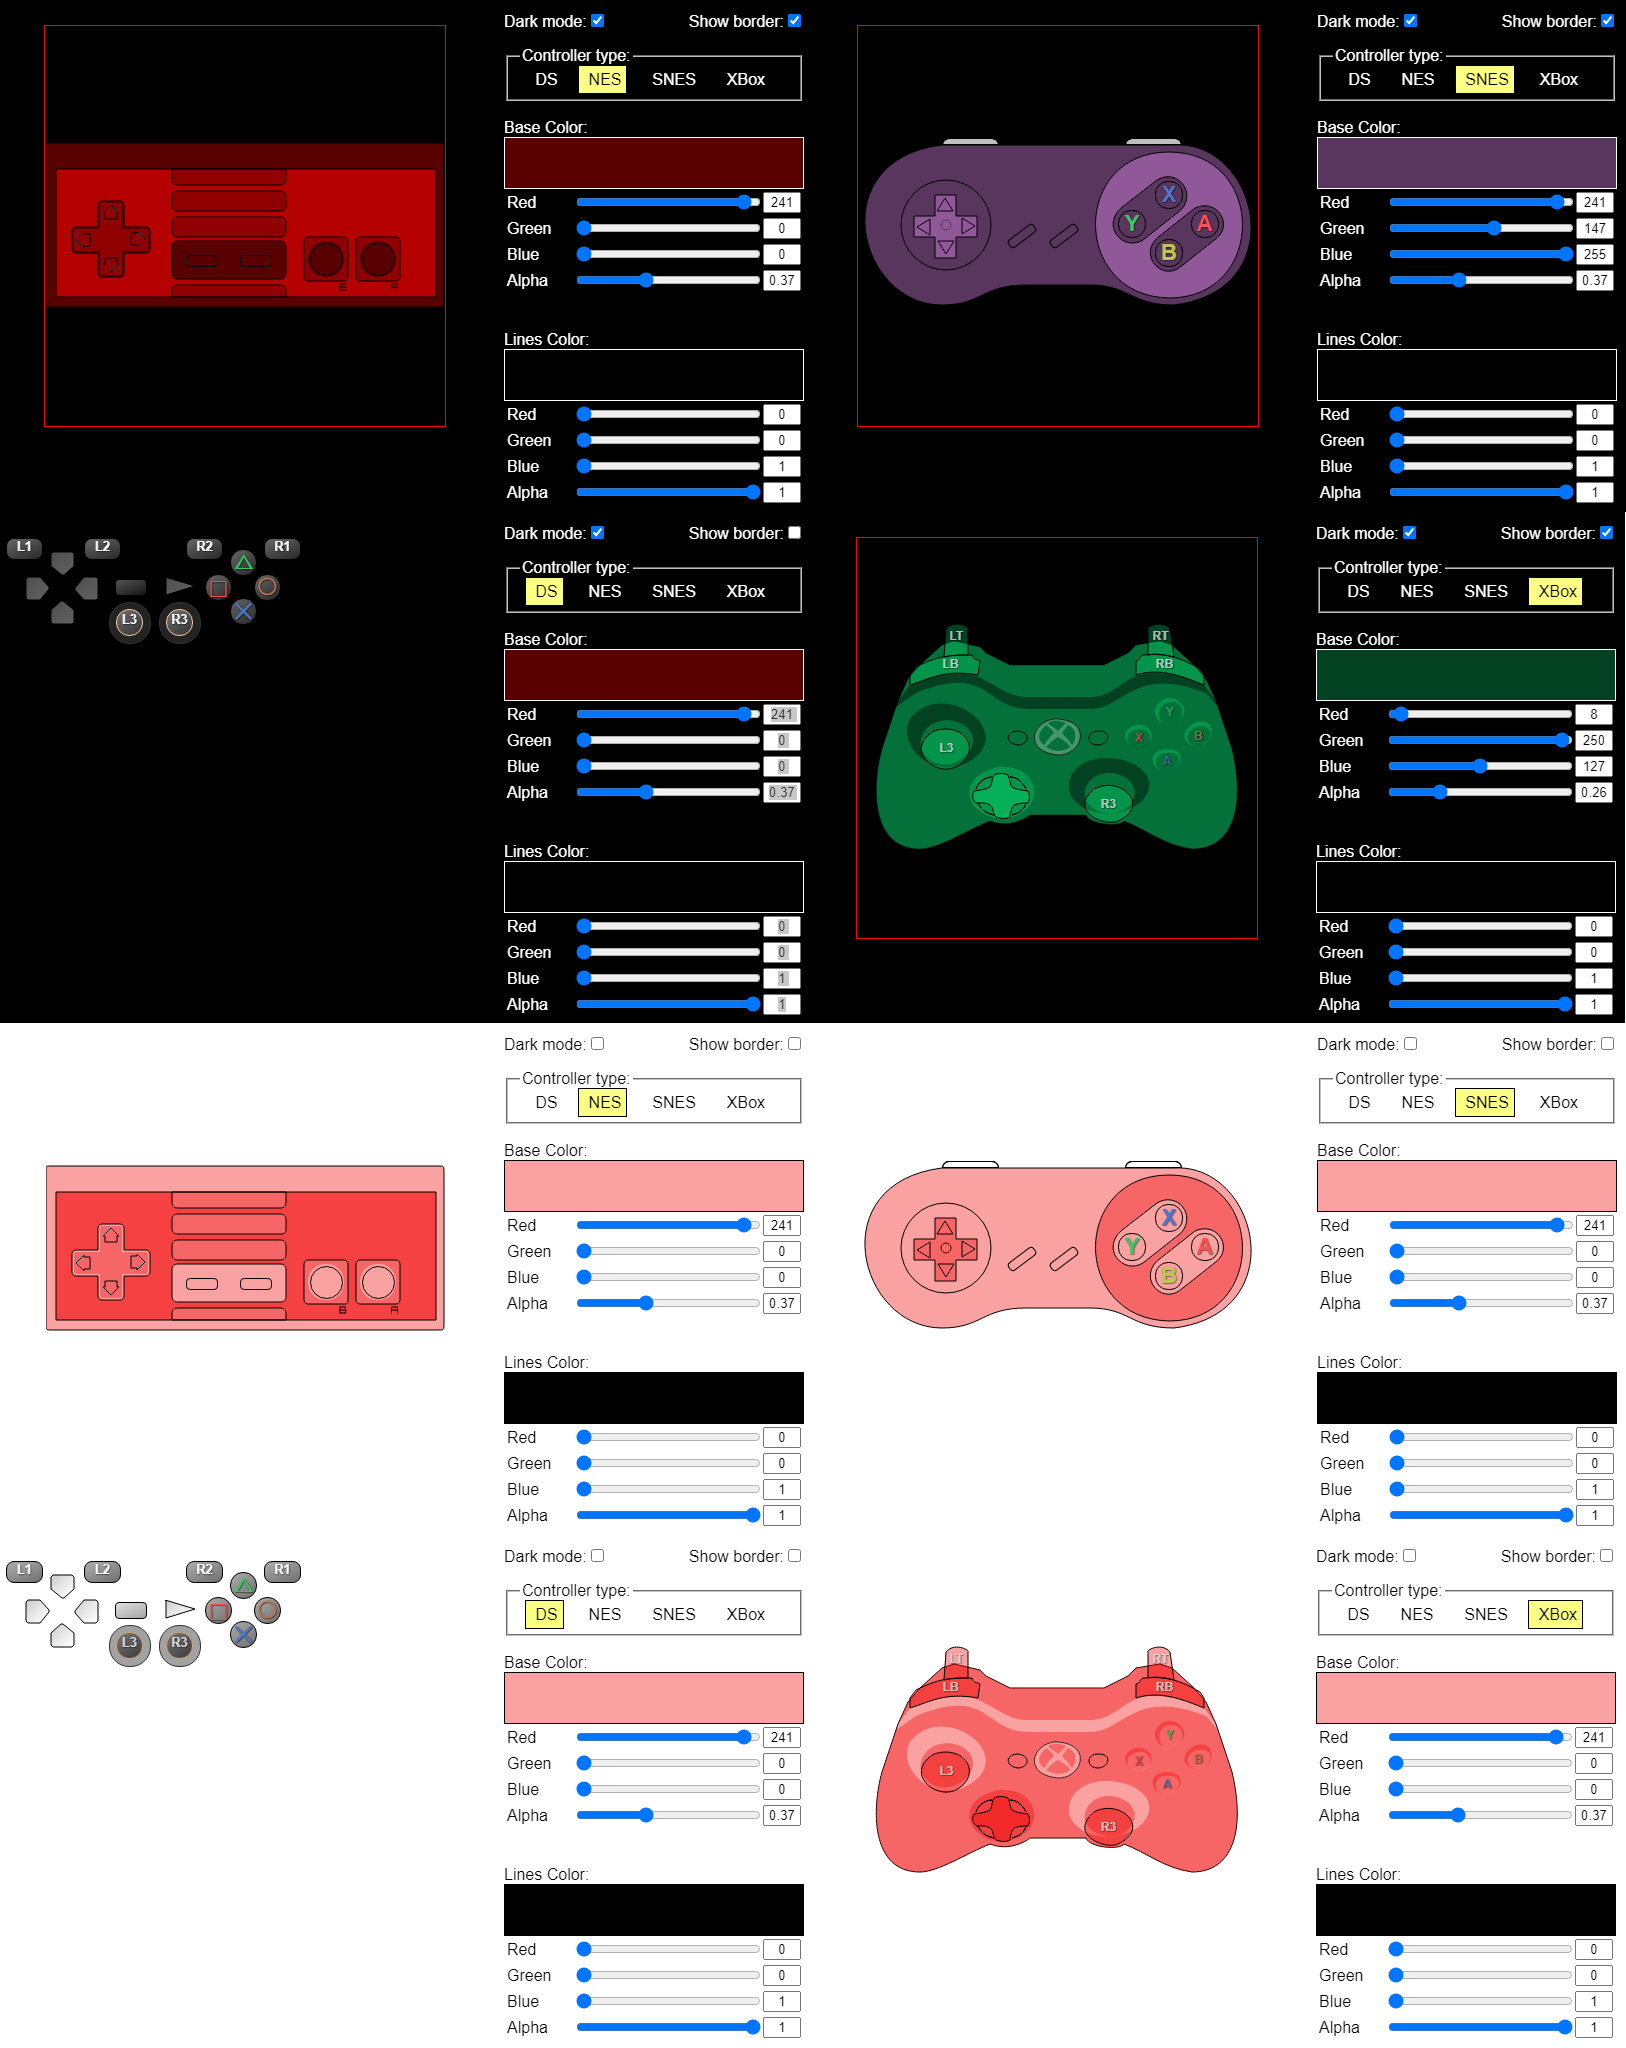 Dark mode: Show border:
Controller type:
DS NES SNES XBox
Base Color:
Red 241
Green 0
Blue 0
Alpha 0.37
B A
Lines Color:
Red 0
Green 0
Blue 1
Alpha 1
Dark mode: Show border:
Controller type:
DS NES SNES XBox
Base Color:
X
Y A
B
Red 241
Green 147
Blue 255
Alpha 0.37
Lines Color:
Red 0
Green 0
Blue 1
Alpha 1
L1 L2 R2 R1
L3 R3
Dark mode: Show border:
Controller type:
DS NES SNES XBox
Base Color:
Red 241
Green 0
Blue 0
Alpha 0.37
Lines Color:
Red 0
Green 0
Blue 1
Alpha 1
LT RT
LB RB
Y
X B
L3 A
R3
Dark mode: Show border:
Controller type:
DS NES SNES XBox
Base Color:
Red 8
Green 250
Blue 127
Alpha 0.26
Lines Color:
Red 0
Green 0
Blue 1
Alpha 1
Dark mode: Show border:
Controller type:
DS NES SNES XBox
Base Color:
Red 241
Green 0
Blue 0
Alpha 0.37
B A
Lines Color:
Red 0
Green 0
Blue 1
Alpha 1
Dark mode: Show border:
Controller type:
DS NES SNES XBox
Base Color:
X
Y A
B
Red 241
Green 0
Blue 0
Alpha 0.37
Lines Color:
Red 0
Green 0
Blue 1
Alpha 1
L1 L2 R2 R1
L3 R3
Dark mode: Show border:
Controller type:
DS NES SNES XBox
Base Color:
Red 241
Green 0
Blue 0
Alpha 0.37
Lines Color:
Red 0
Green 0
Blue 1
Alpha 1
LT RT
LB RB
Y
X B
L3 A
R3
Dark mode: Show border:
Controller type:
DS NES SNES XBox
Base Color:
Red 241
Green 0
Blue 0
Alpha 0.37
Lines Color:
Red 0
Green 0
Blue 1
Alpha 1